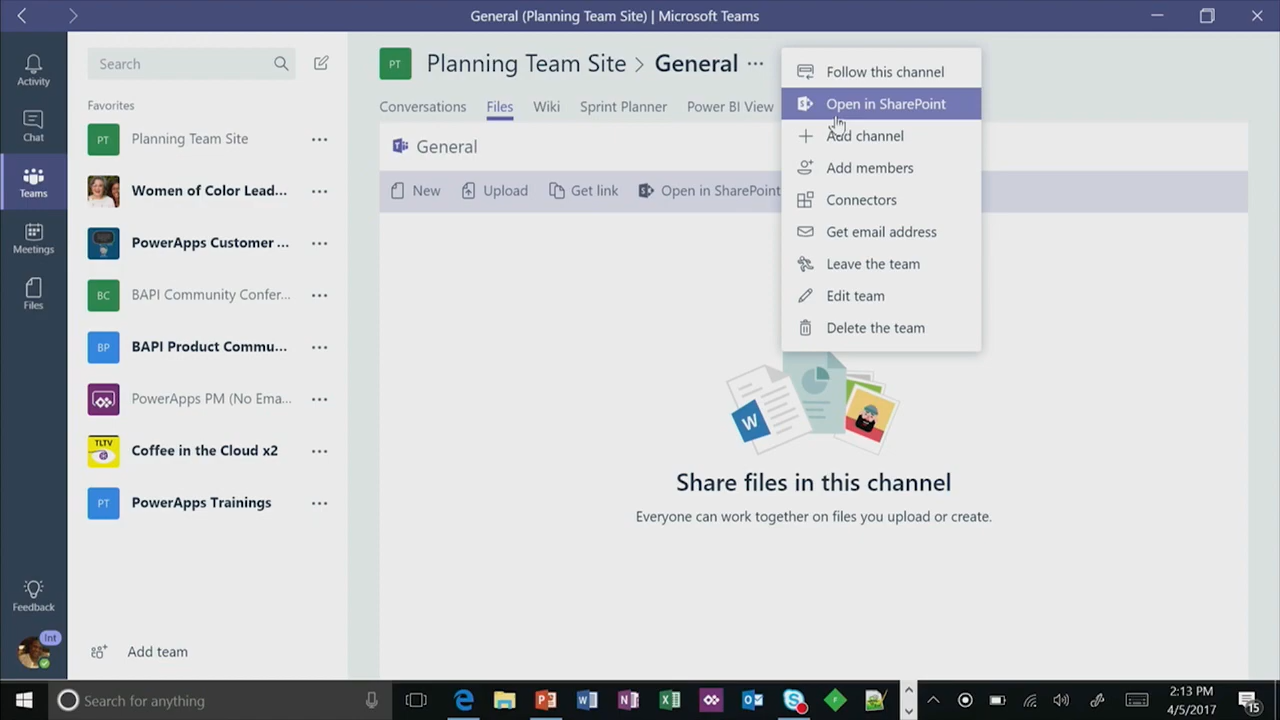 General (Planning Team Site) | Microsoft Teams
Activity
Chat
Teams
Meetings
Files
Feedback
Int
Search
Favorites
PT Planning Team Site ...
Women of Color Lead... ...
PowerApps Customer ... ...
BC BAPI Community Confer... ...
BP BAPI Product Commu... ...
PowerApps PM (No Ema... ...
TLTV Coffee in the Cloud x2 ...
PT PowerApps Trainings ...
Add team
PT Planning Team Site > General ...
Conversations Files Wiki Sprint Planner Power BI View
General
New Upload Get link Open in SharePoint
Follow this channel
Open in SharePoint
Add channel
Add members
Connectors
Get email address
Leave the team
Edit team
Delete the team
W
Share files in this channel
Everyone can work together on files you upload or create.
Search for anything
2:13 PM
4/5/2017
15